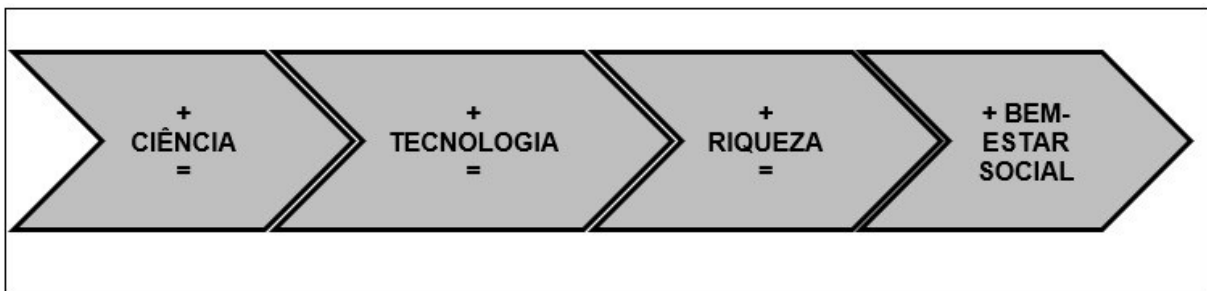 +
CIÊNCIA
=
+
TECNOLOGIA
=
+
RIQUEZA
=
+ BEM-
ESTAR
SOCIAL